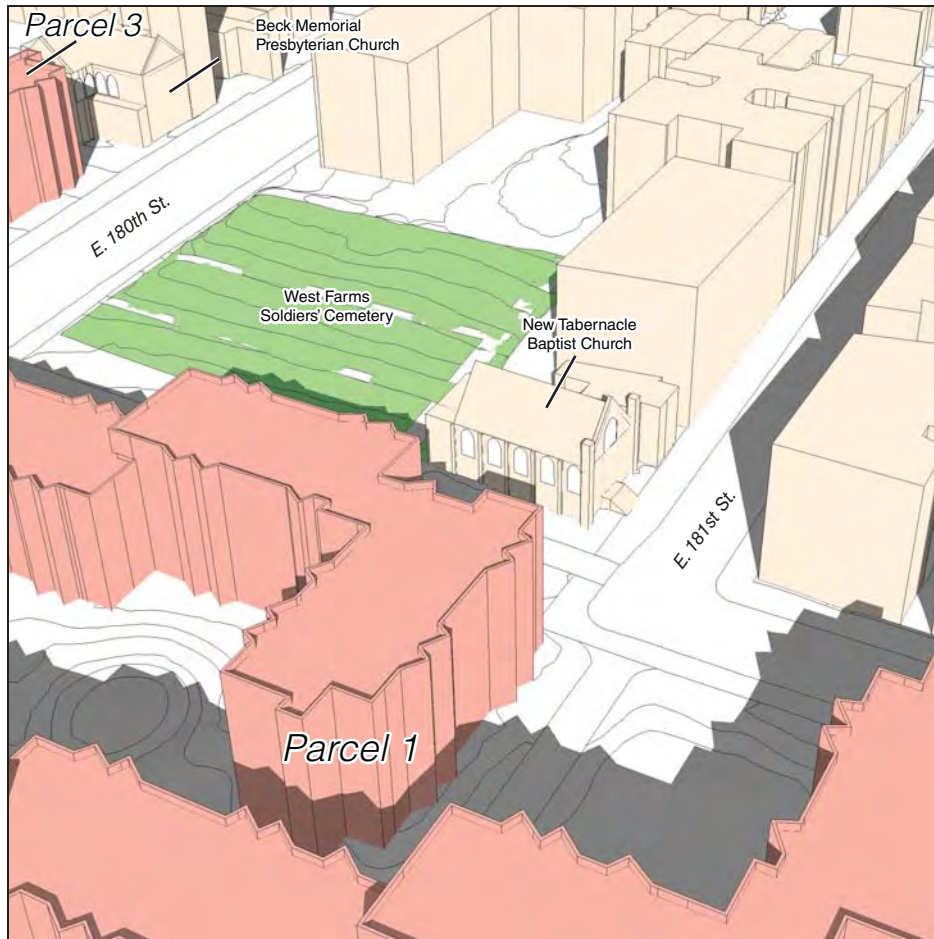 Parcel 3
Beck Memorial
Presbyterian Church
E. 180th St.
West Farms
Soldiers' Cemetery
New Tabernacle
Baptist Church
E. 181st St.
Parcel 1